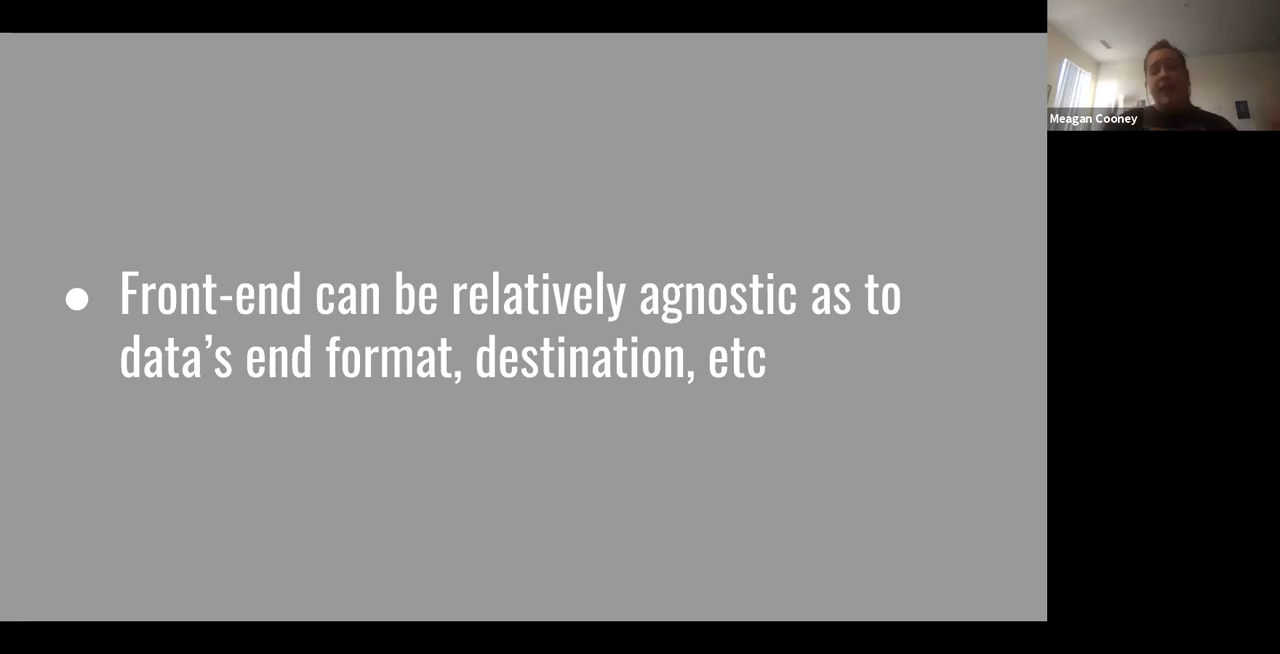 ● Front-end can be relatively agnostic as to
data’s end format, destination, etc
Meagan Cooney